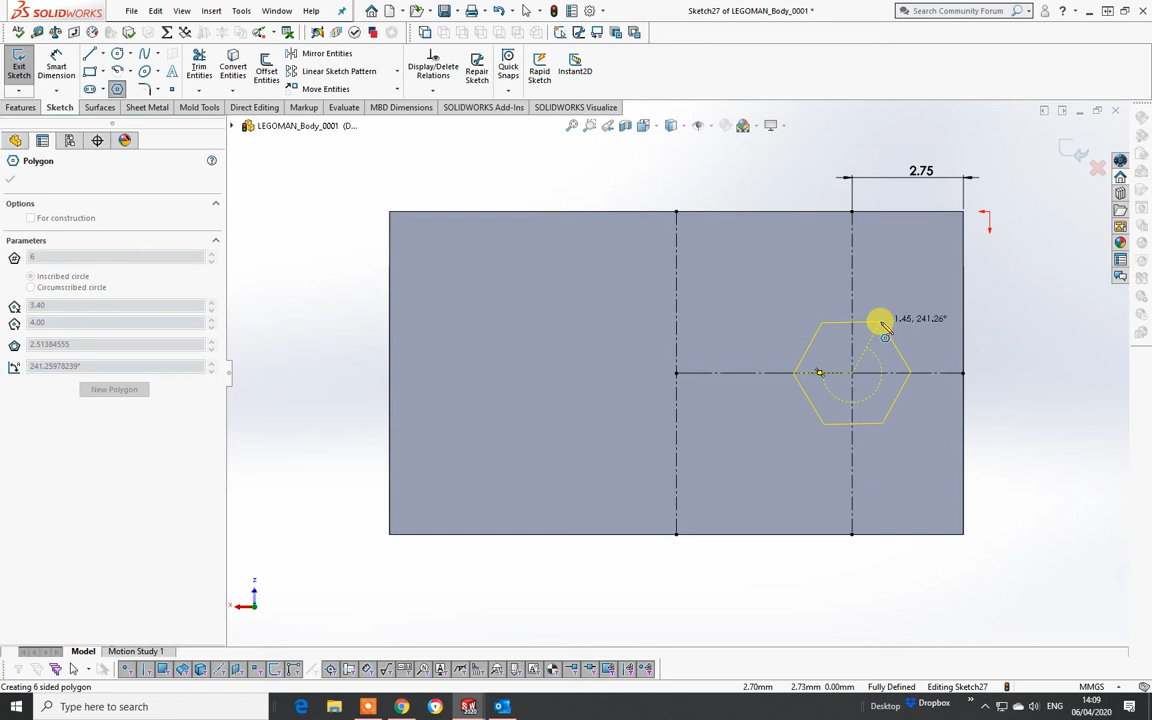 SOLIDWORKS
File
Edit
View
Insert
Tools
Window
Help
Sketch27 of LEGOMAN_Body_0001 *
Search Community Forum
Exit Sketch
Smart Dimension
Trim Entities
Convert Entities
Offset Entities
Mirror Entities
Linear Sketch Pattern
Move Entities
Display/Delete Relations
Repair Sketch
Quick Snaps
Rapid Sketch
Instant2D
Features
Sketch
Surfaces
Sheet Metal
Mold Tools
Direct Editing
Markup
Evaluate
MBD Dimensions
SOLIDWORKS Add-Ins
SOLIDWORKS Visualize
LEGOMAN_Body_0001 (D...
Polygon
Options
For construction
Parameters
6
Inscribed circle
Circumscribed circle
3.40
4.00
2.51384555
241.25978239°
New Polygon
2.75
1.45, 241.26°
z
x
Model
Motion Study 1
Creating 6 sided polygon
2.70mm
2.73mm 0.00mm
Fully Defined
Editing Sketch27
MMGS
Type here to search
Desktop
Dropbox
ENG
14:09
06/04/2020